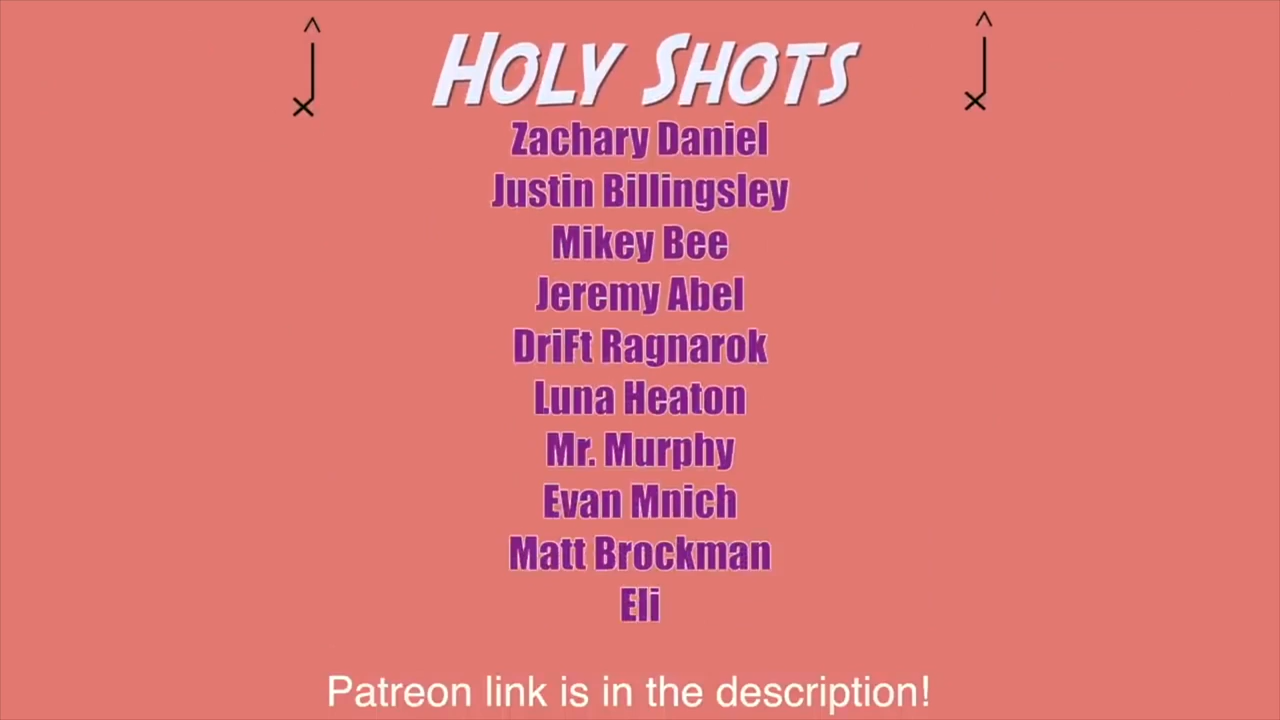 HOLY SHOTS
Zachary Daniel
Justin Billingsley
Mikey Bee
Jeremy Abel
DriFt Ragnarok
Luna Heaton
Mr. Murphy
Evan Mnich
Matt Brockman
Eli
Patreon link is in the description!